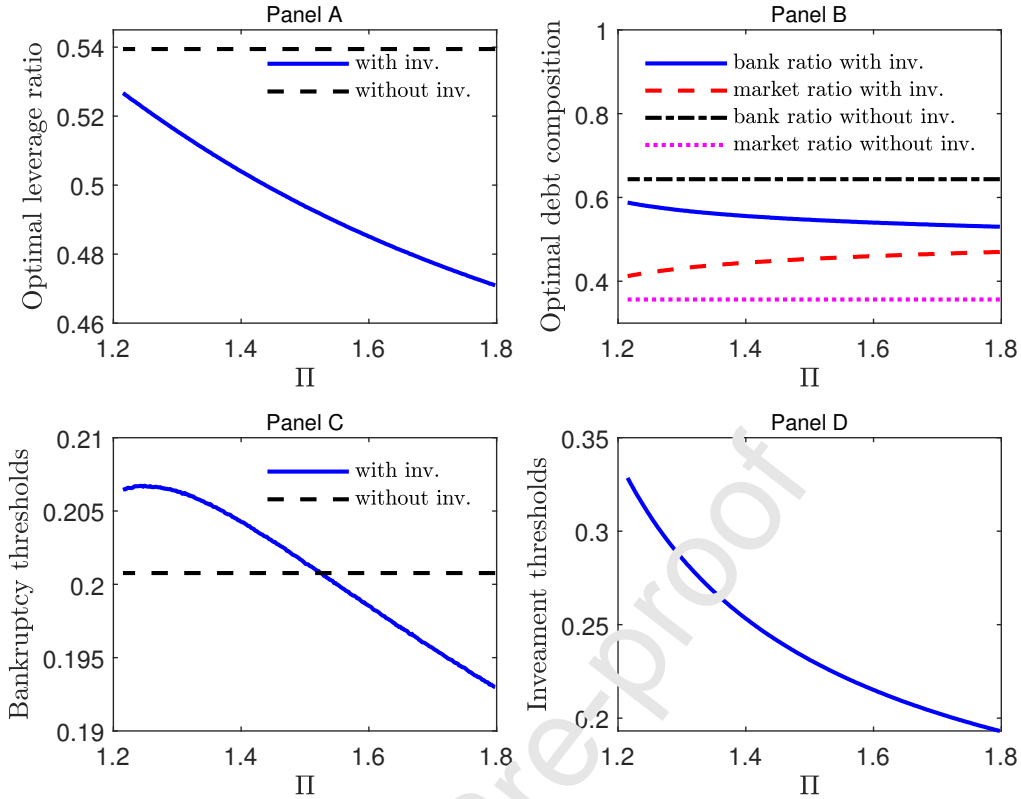 Panel A
Optimal leverage ratio
0.54
0.52
0.5
0.48
0.46
with inv.
without inv.
1.2 1.4 1.6 1.8
Π
Panel B
Optimal debt composition
1
0.8
0.6
0.4
bank ratio with inv.
market ratio with inv.
bank ratio without inv.
market ratio without inv.
1.2 1.4 1.6 1.8
Π
Panel C
Bankruptcy thresholds
0.21
0.205
0.2
0.195
0.19
with inv.
without inv.
1.2 1.4 1.6 1.8
Π
Panel D
Inveament thresholds
0.35
0.3
0.25
0.2
1.2 1.4 1.6 1.8
Π
re-proof